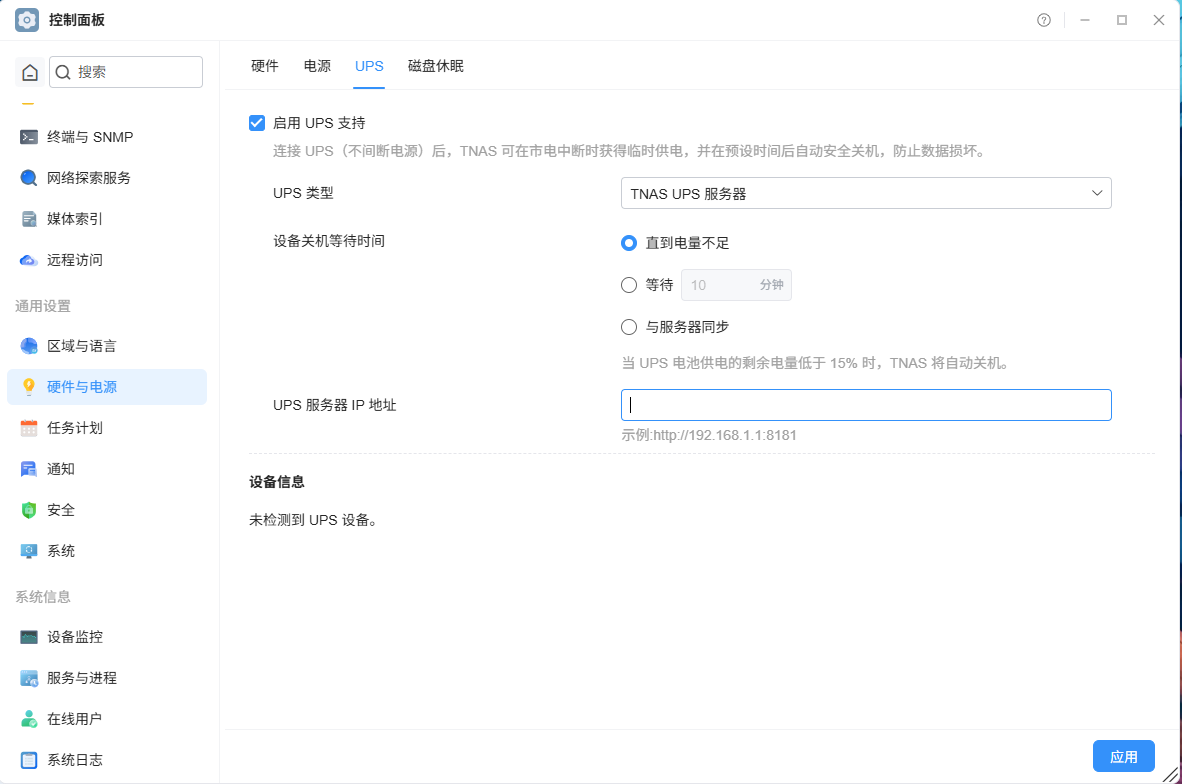 控制面板
搜索
终端与 SNMP
网络探索服务
媒体索引
远程访问
通用设置
区域与语言
硬件与电源
任务计划
通知
安全
系统
系统信息
设备监控
服务与进程
在线用户
系统日志
硬件 电源 UPS 磁盘休眠
启用 UPS 支持
连接 UPS（不间断电源）后，TNAS 可在市电中断时获得临时供电，并在预设时间后自动安全关机，防止数据损坏。
UPS 类型 TNAS UPS 服务器
设备关机等待时间 直到电量不足
等待 10 分钟
与服务器同步
当 UPS 电池供电的剩余电量低于 15% 时，TNAS 将自动关机。
UPS 服务器 IP 地址
示例:http://192.168.1.1:8181
设备信息
未检测到 UPS 设备。
应用